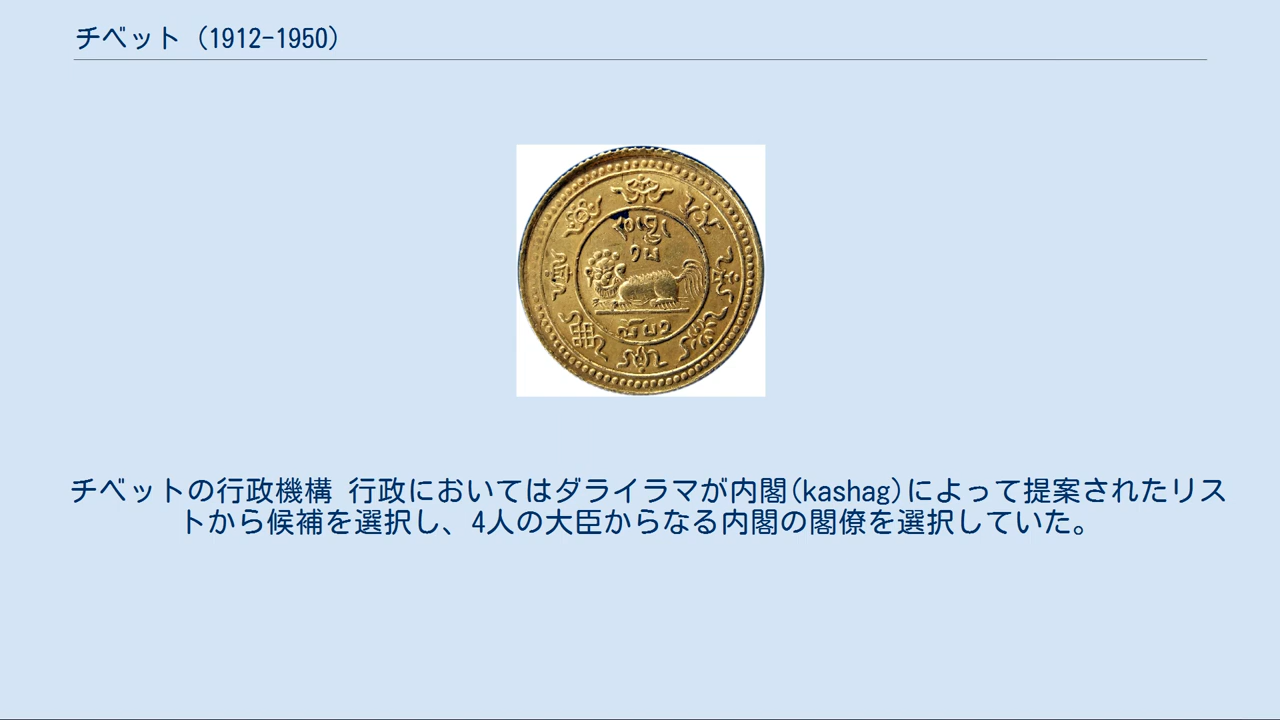 チベット (1912-1950)
チベットの行政機構 行政においてはダライラマが内閣(kashag)によって提案されたリス
トから候補を選択し、4人の大臣からなる内閣の閣僚を選択していた。